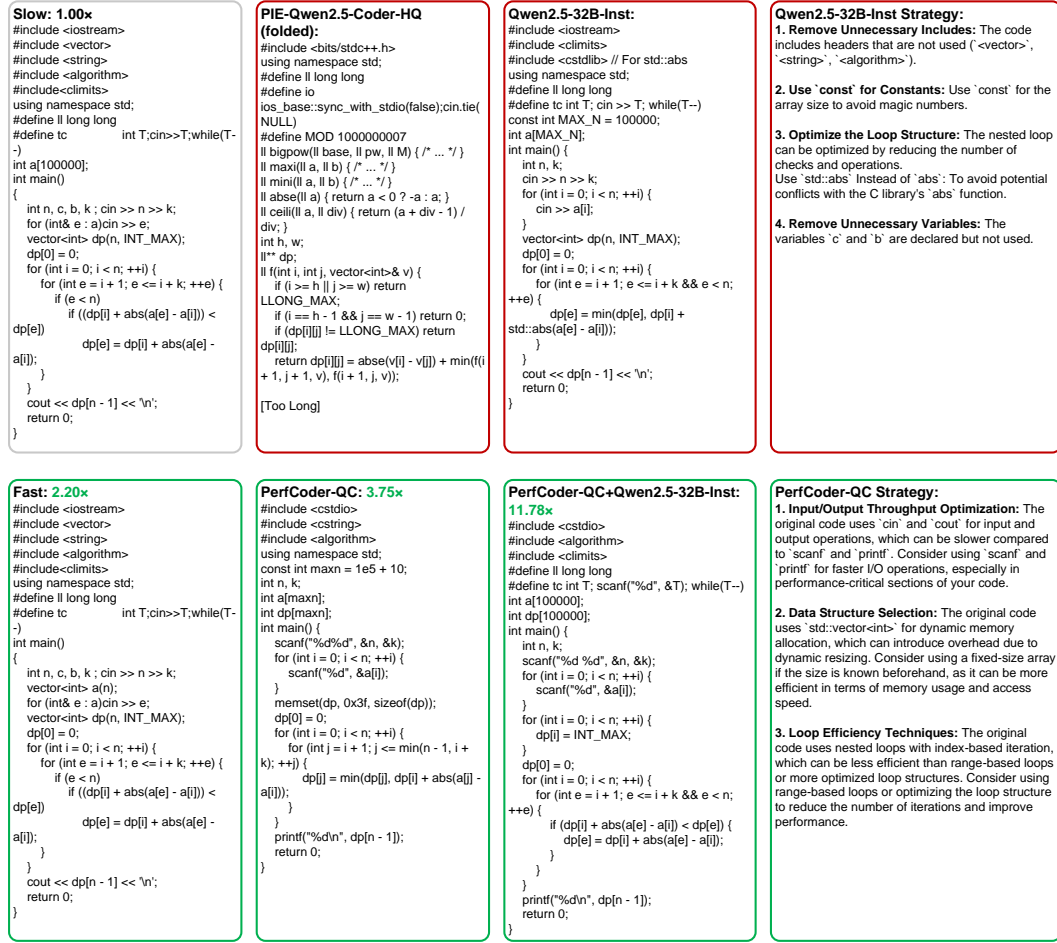 Slow: 1.00×
#include <iostream>
#include <vector>
#include <string>
#include <algorithm>
#include<climits>
using namespace std;
#define ll long long
#define tc int T;cin>>T;while(T-
-)
int a[100000];
int main()
{
int n, c, b, k ; cin >> n >> k;
for (int& e : a)cin >> e;
vector<int> dp(n, INT_MAX);
dp[0] = 0;
for (int i = 0; i < n; ++i) {
for (int e = i + 1; e <= i + k; ++e) {
if (e < n)
if ((dp[i] + abs(a[e] - a[i])) <
dp[e])
dp[e] = dp[i] + abs(a[e] -
a[i]);
}
}
cout << dp[n - 1] << '\n';
return 0;
}
PIE-Qwen2.5-Coder-HQ
(folded):
#include <bits/stdc++.h>
using namespace std;
#define ll long long
#define io
ios_base::sync_with_stdio(false);cin.tie(
NULL)
#define MOD 1000000007
ll bigpow(ll base, ll pw, ll M) { /* ... */ }
ll maxi(ll a, ll b) { /* ... */ }
ll mini(ll a, ll b) { /* ... */ }
ll abse(ll a) { return a < 0 ? -a : a; }
ll ceili(ll a, ll div) { return (a + div - 1) /
div; }
int h, w;
ll** dp;
ll f(int i, int j, vector<int>& v) {
if (i >= h || j >= w) return
LLONG_MAX;
if (i == h - 1 && j == w - 1) return 0;
if (dp[i][j] != LLONG_MAX) return
dp[i][j];
return dp[i][j] = abse(v[i] - v[j]) + min(f(i
+ 1, j + 1, v), f(i + 1, j, v));
[Too Long]
Qwen2.5-32B-Inst:
#include <iostream>
#include <climits>
#include <cstdlib> // For std::abs
using namespace std;
#define ll long long
#define tc int T; cin >> T; while(T--)
const int MAX_N = 100000;
int a[MAX_N];
int main() {
int n, k;
cin >> n >> k;
for (int i = 0; i < n; ++i) {
cin >> a[i];
}
vector<int> dp(n, INT_MAX);
dp[0] = 0;
for (int i = 0; i < n; ++i) {
for (int e = i + 1; e <= i + k && e < n;
++e) {
dp[e] = min(dp[e], dp[i] +
std::abs(a[e] - a[i]));
}
}
cout << dp[n - 1] << '\n';
return 0;
}
Qwen2.5-32B-Inst Strategy:
1. Remove Unnecessary Includes: The code
includes headers that are not used (`<vector>`,
`<string>`, `<algorithm>`).
2. Use `const` for Constants: Use `const` for the
array size to avoid magic numbers.
3. Optimize the Loop Structure: The nested loop
can be optimized by reducing the number of
checks and operations.
Use `std::abs` Instead of `abs`: To avoid potential
conflicts with the C library's `abs` function.
4. Remove Unnecessary Variables: The
variables `c` and `b` are declared but not used.
Fast: 2.20×
#include <iostream>
#include <vector>
#include <string>
#include <algorithm>
#include<climits>
using namespace std;
#define ll long long
#define tc int T;cin>>T;while(T-
-)
int main()
{
int n, c, b, k ; cin >> n >> k;
vector<int> a(n);
for (int& e : a)cin >> e;
vector<int> dp(n, INT_MAX);
dp[0] = 0;
for (int i = 0; i < n; ++i) {
for (int e = i + 1; e <= i + k; ++e) {
if (e < n)
if ((dp[i] + abs(a[e] - a[i])) <
dp[e])
dp[e] = dp[i] + abs(a[e] -
a[i]);
}
}
cout << dp[n - 1] << '\n';
return 0;
}
PerfCoder-QC: 3.75×
#include <cstdio>
#include <cstring>
#include <algorithm>
using namespace std;
const int maxn = 1e5 + 10;
int n, k;
int a[maxn];
int dp[maxn];
int main() {
scanf("%d%d", &n, &k);
for (int i = 0; i < n; ++i) {
scanf("%d", &a[i]);
}
memset(dp, 0x3f, sizeof(dp));
dp[0] = 0;
for (int i = 0; i < n; ++i) {
for (int j = i + 1; j <= min(n - 1, i +
k); ++j) {
dp[j] = min(dp[j], dp[i] + abs(a[j] -
a[i]));
}
}
printf("%d\n", dp[n - 1]);
return 0;
}
PerfCoder-QC+Qwen2.5-32B-Inst:
11.78×
#include <cstdio>
#include <algorithm>
#include <climits>
#define ll long long
#define tc int T; scanf("%d", &T); while(T--)
int a[100000];
int dp[100000];
int main() {
int n, k;
scanf("%d %d", &n, &k);
for (int i = 0; i < n; ++i) {
scanf("%d", &a[i]);
}
for (int i = 0; i < n; ++i) {
dp[i] = INT_MAX;
}
dp[0] = 0;
for (int i = 0; i < n; ++i) {
for (int e = i + 1; e <= i + k && e < n;
++e) {
if (dp[i] + abs(a[e] - a[i]) < dp[e]) {
dp[e] = dp[i] + abs(a[e] - a[i]);
}
}
}
printf("%d\n", dp[n - 1]);
return 0;
}
PerfCoder-QC Strategy:
1. Input/Output Throughput Optimization: The
original code uses `cin` and `cout` for input and
output operations, which can be slower compared
to `scanf` and `printf`. Consider using `scanf` and
`printf` for faster I/O operations, especially in
performance-critical sections of your code.
2. Data Structure Selection: The original code
uses `std::vector<int>` for dynamic memory
allocation, which can introduce overhead due to
dynamic resizing. Consider using a fixed-size array
if the size is known beforehand, as it can be more
efficient in terms of memory usage and access
speed.
3. Loop Efficiency Techniques: The original
code uses nested loops with index-based iteration,
which can be less efficient than range-based loops
or more optimized loop structures. Consider using
range-based loops or optimizing the loop structure
to reduce the number of iterations and improve
performance.